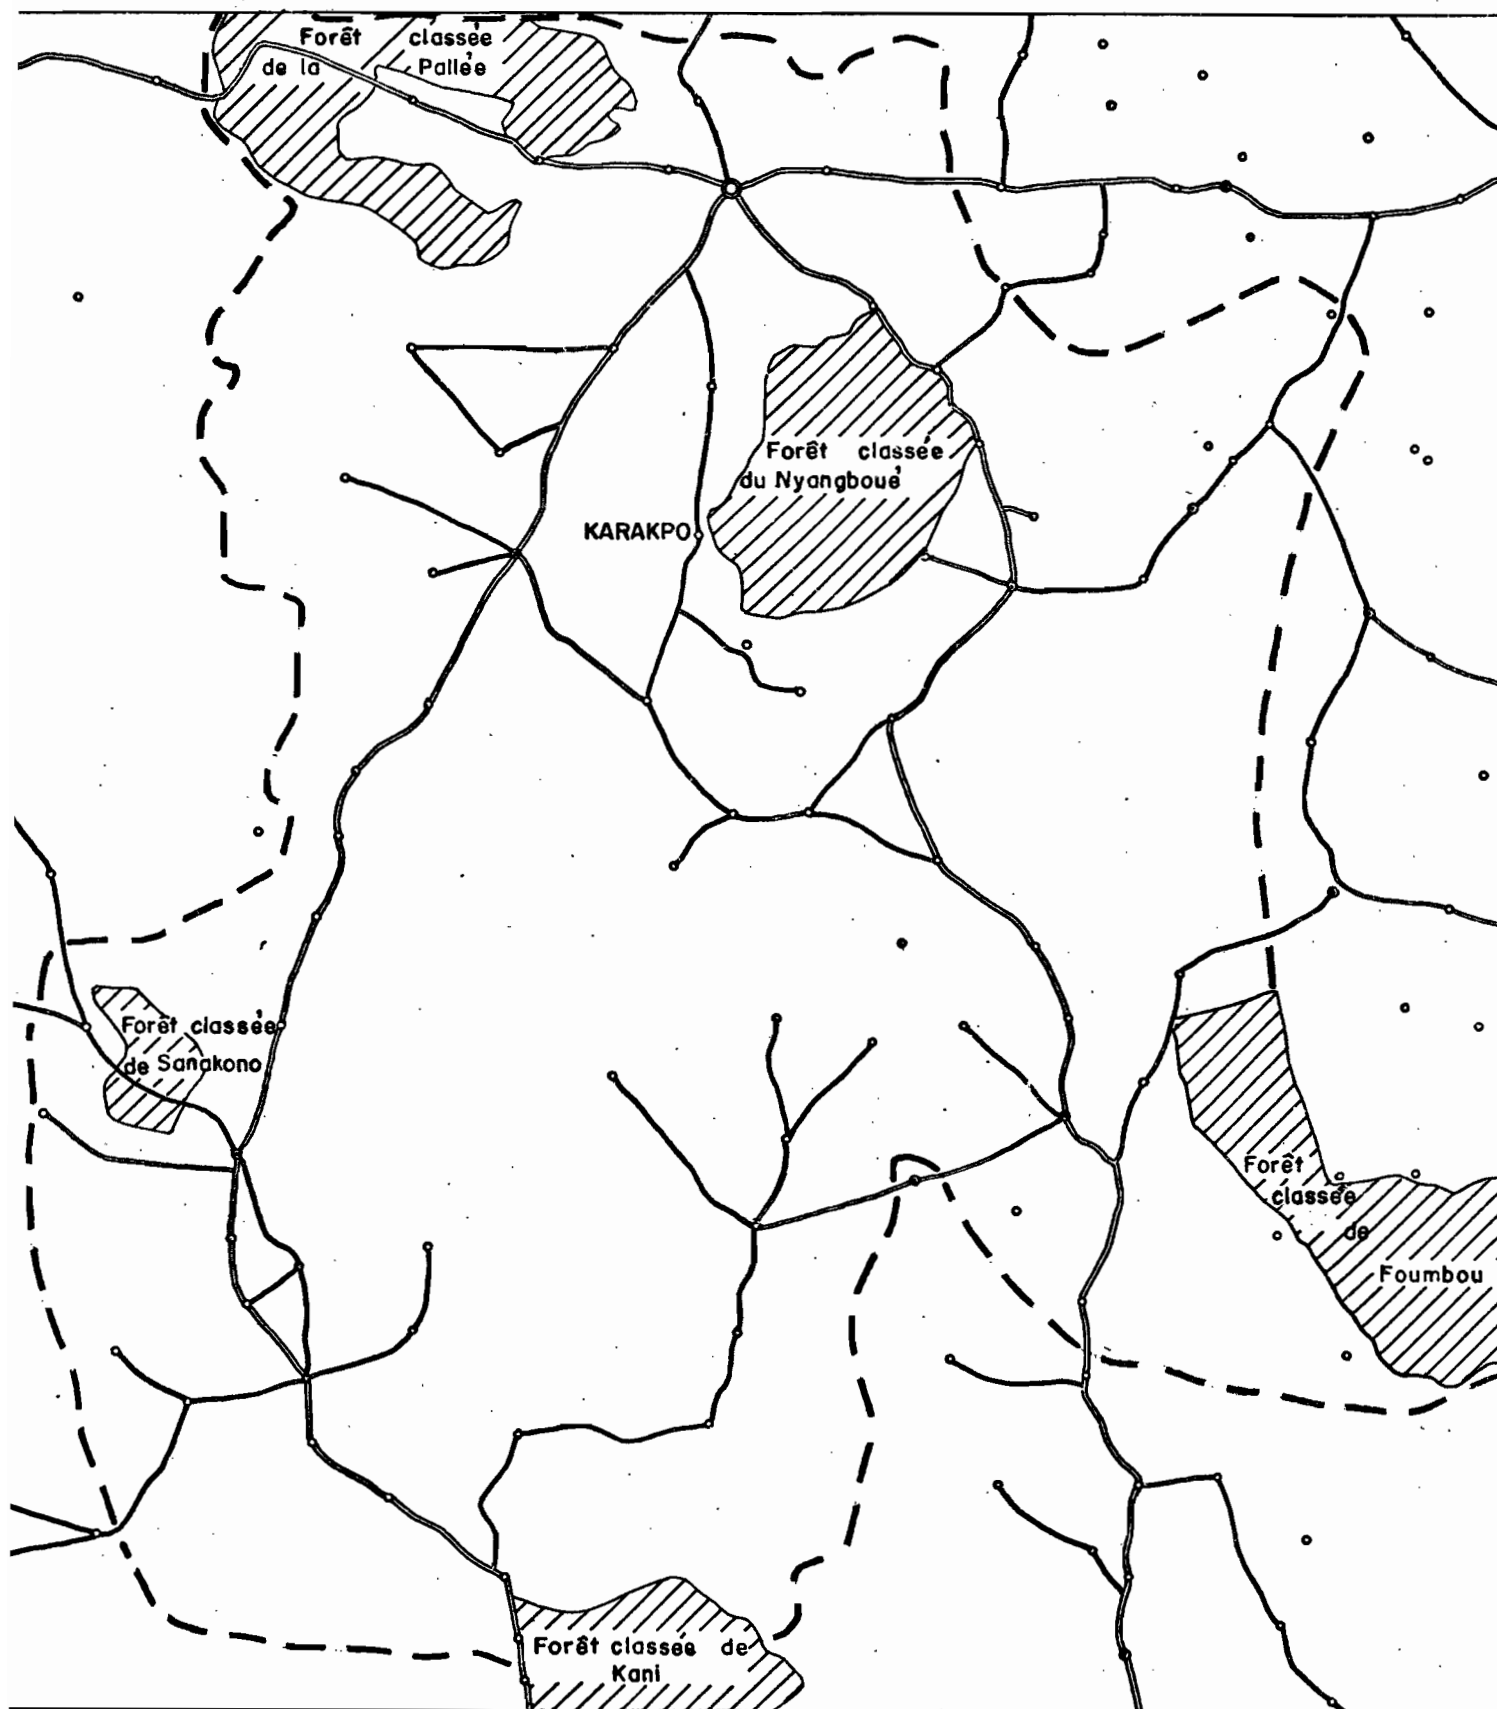 Forêt classée
de la Pallée
Forêt classée
du Nyangboué
KARAKPO
Forêt classée
de Sanakono
Forêt
classée
de
Foumbou
Forêt classée de
Kani